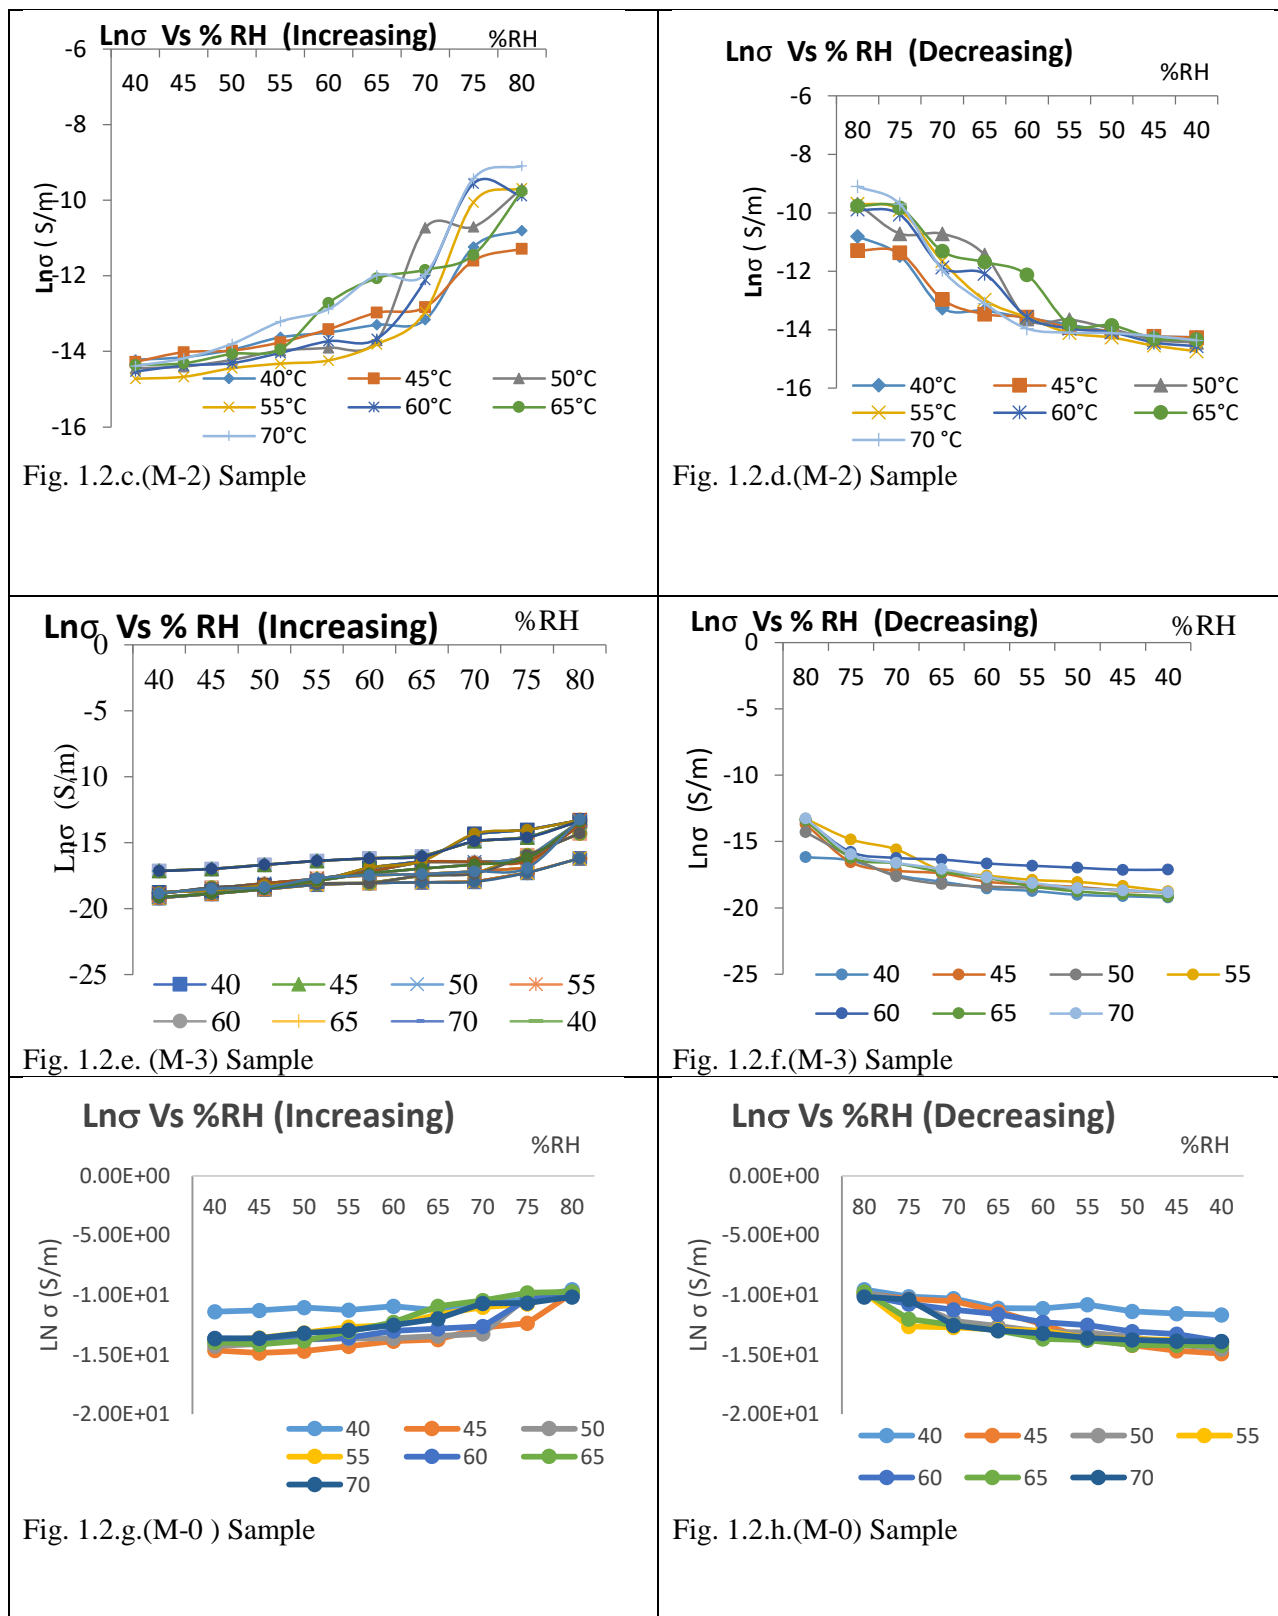 Lnσ Vs % RH (Increasing)
%RH
-6
40 45 50 55 60 65 70 75 80
-8
-10
-12
-14
-16
Lnσ ( S/m)
40°C 45°C 50°C
55°C 60°C 65°C
70°C
Fig. 1.2.c.(M-2) Sample
Lnσ Vs % RH (Decreasing)
%RH
-6
80 75 70 65 60 55 50 45 40
-8
-10
-12
-14
-16
Lnσ ( S/m)
40°C 45°C 50°C
55°C 60°C 65°C
70 °C
Fig. 1.2.d.(M-2) Sample
Lnσ Vs % RH (Increasing)
%RH
0
40 45 50 55 60 65 70 75 80
-5
-10
-15
-20
-25
Lnσ (S/m)
40 45 50 55
60 65 70 40
Fig. 1.2.e. (M-3) Sample
Lnσ Vs % RH (Decreasing)
%RH
0
80 75 70 65 60 55 50 45 40
-5
-10
-15
-20
-25
Lnσ (S/m)
40 45 50 55
60 65 70
Fig. 1.2.f.(M-3) Sample
Lnσ Vs %RH (Increasing)
%RH
0.00E+00
40 45 50 55 60 65 70 75 80
-5.00E+00
-1.00E+01
-1.50E+01
-2.00E+01
LN σ (S/m)
40 45 50
55 60 65
70
Fig. 1.2.g.(M-0 ) Sample
Lnσ Vs %RH (Decreasing)
%RH
0.00E+00
80 75 70 65 60 55 50 45 40
-5.00E+00
-1.00E+01
-1.50E+01
-2.00E+01
LN σ (S/m)
40 45 50 55
60 65 70
Fig. 1.2.h.(M-0) Sample